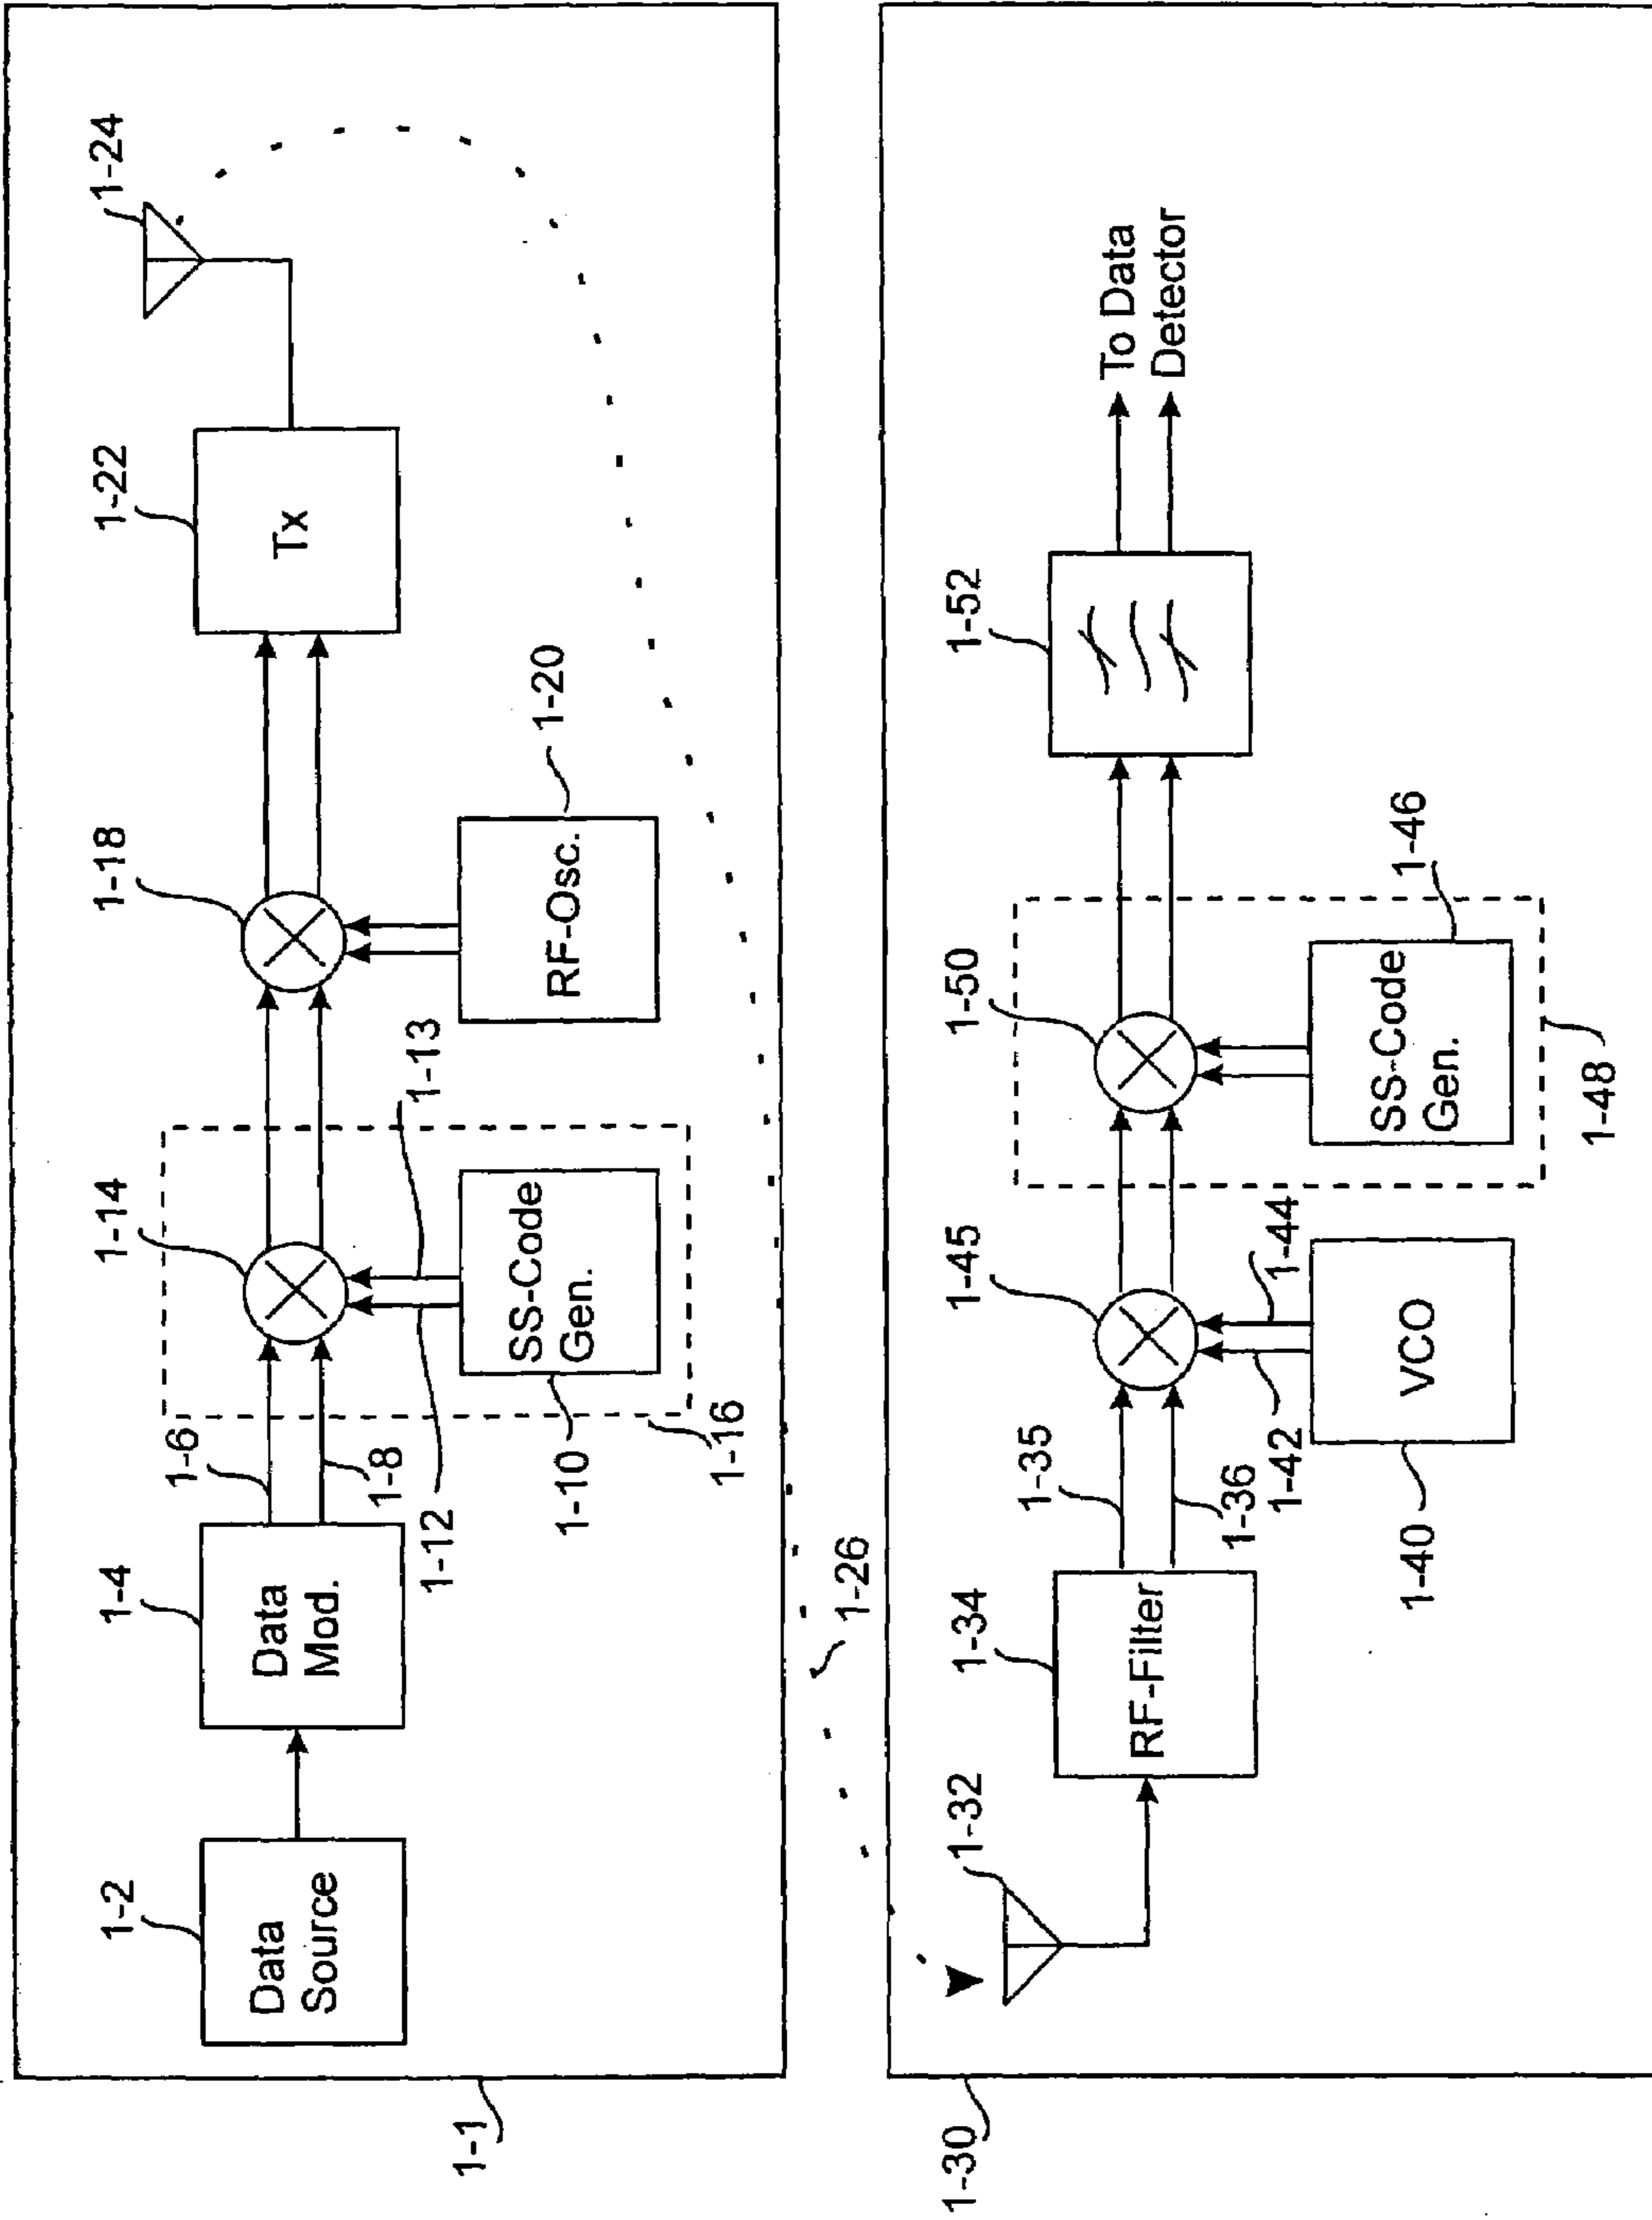 1-2
Data
Source
1-4
Data
Mod.
1-6
1-8
1-14
1-12
1-13
1-10
SS-Code
Gen.
1-16
1-18
1-20
RF-Osc.
1-22
Tx
1-24
1-1
1-26
1-32
1-34
RF-Filter
1-35
1-36
1-45
1-42
1-44
1-40
VCO
1-50
1-46
SS-Code
Gen.
1-48
1-52
To Data
Detector
1-30